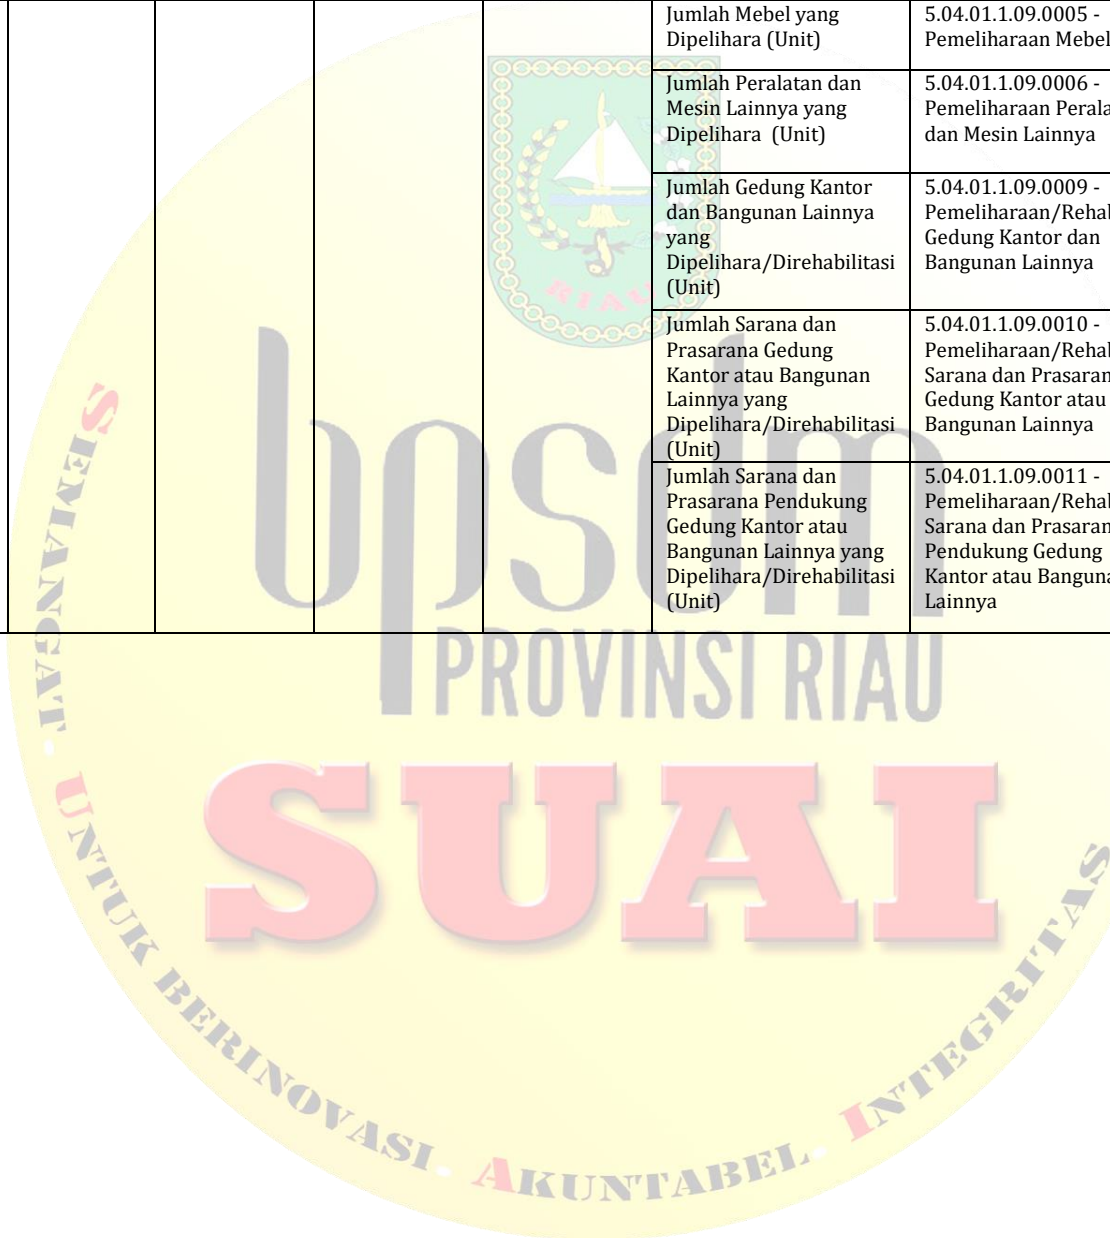 Jumlah Mebel yang
Dipelihara (Unit)
5.04.01.1.09.0005 -
Pemeliharaan Mebel
Jumlah Peralatan dan
Mesin Lainnya yang
Dipelihara  (Unit)
5.04.01.1.09.0006 -
Pemeliharaan Perala
dan Mesin Lainnya
Jumlah Gedung Kantor
dan Bangunan Lainnya
yang
Dipelihara/Direhabilitasi
(Unit)
5.04.01.1.09.0009 -
Pemeliharaan/Rehab
Gedung Kantor dan
Bangunan Lainnya
Jumlah Sarana dan
Prasarana Gedung
Kantor atau Bangunan
Lainnya yang
Dipelihara/Direhabilitasi
(Unit)
5.04.01.1.09.0010 -
Pemeliharaan/Rehab
Sarana dan Prasaran
Gedung Kantor atau
Bangunan Lainnya
Jumlah Sarana dan
Prasarana Pendukung
Gedung Kantor atau
Bangunan Lainnya yang
Dipelihara/Direhabilitasi
(Unit)
5.04.01.1.09.0011 -
Pemeliharaan/Rehab
Sarana dan Prasaran
Pendukung Gedung
Kantor atau Banguna
Lainnya
RIAU
bpsdm
PROVINSI RIAU
SUAI
SEMANGAT - UNTUK BERINOVASI - AKUNTABEL - INTEGRITAS